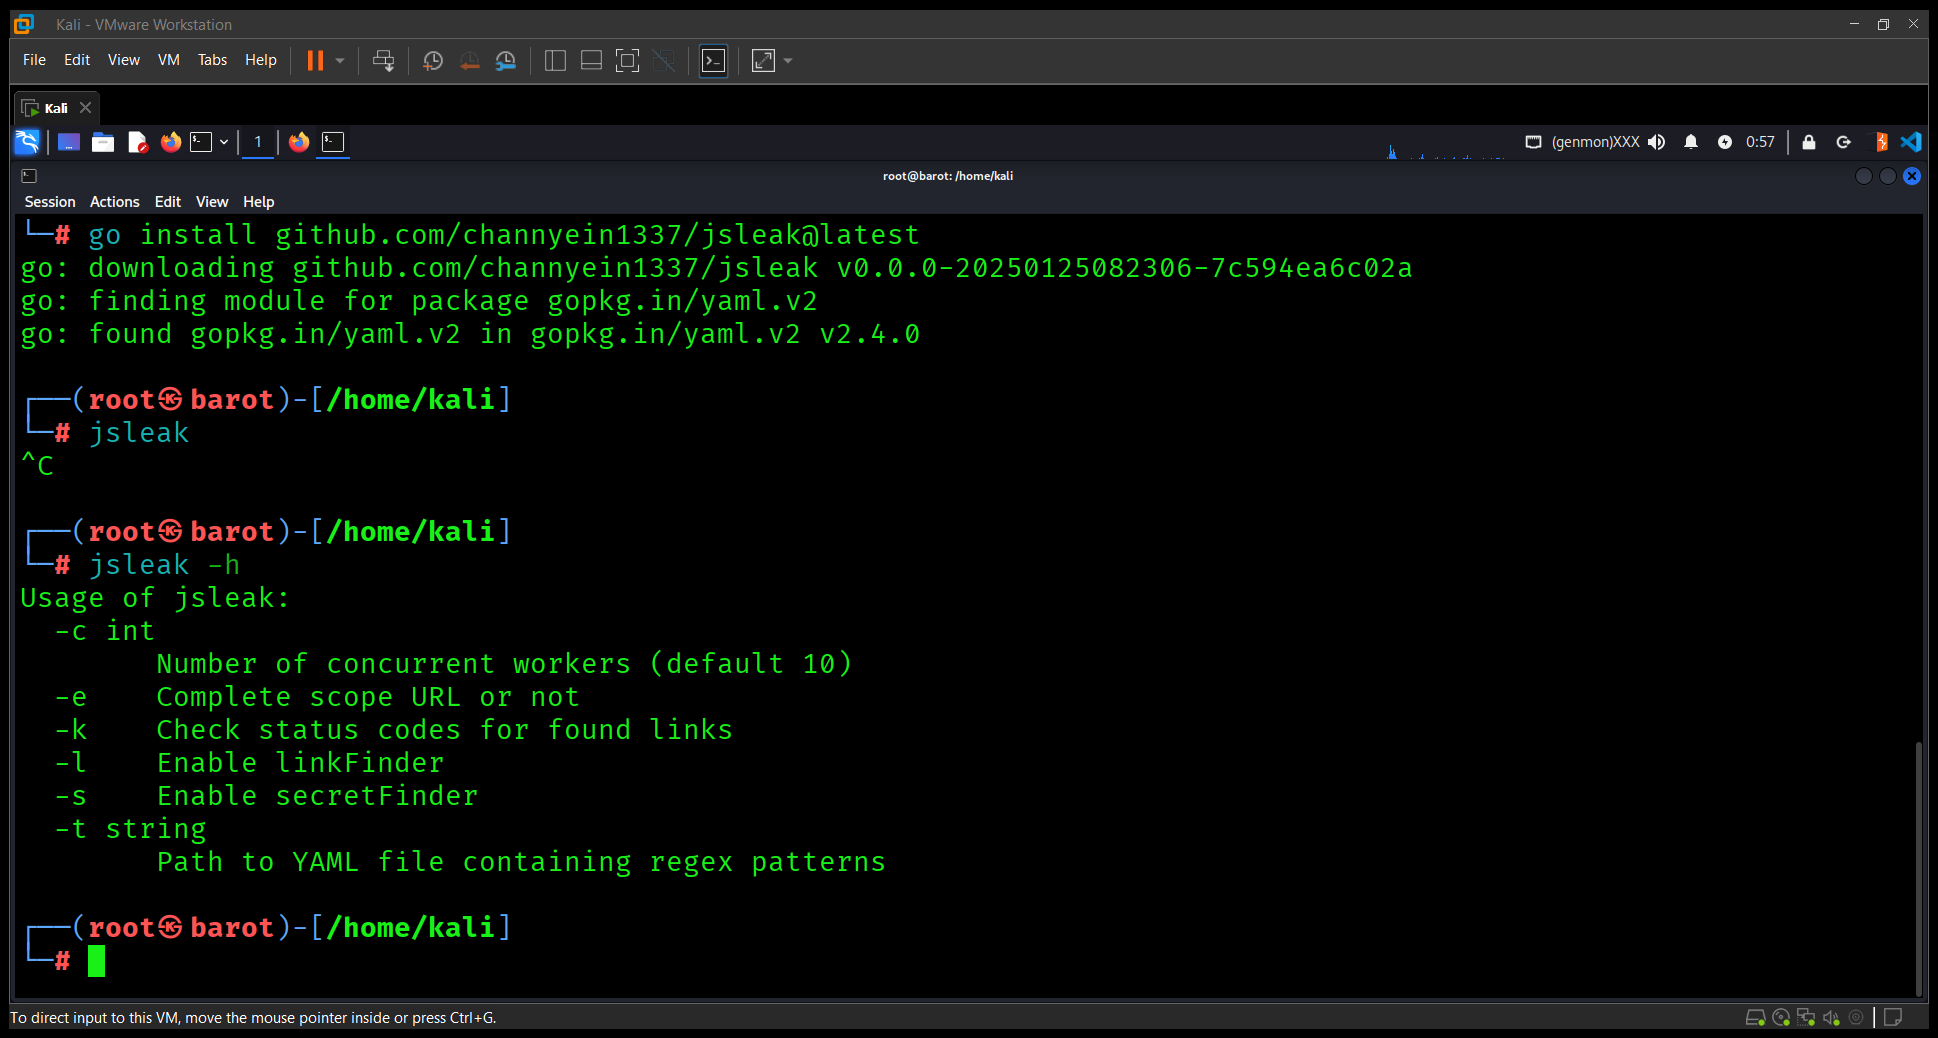 Kali - VMware Workstation
File Edit View VM Tabs Help
Kali
1 (genmon)XXX 0:57
root@barot: /home/kali
Session Actions Edit View Help
└─# go install github.com/channyein1337/jsleak@latest
go: downloading github.com/channyein1337/jsleak v0.0.0-20250125082306-7c594ea6c02a
go: finding module for package gopkg.in/yaml.v2
go: found gopkg.in/yaml.v2 in gopkg.in/yaml.v2 v2.4.0
┌──(root㉿barot)-[/home/kali]
└─# jsleak
^C
┌──(root㉿barot)-[/home/kali]
└─# jsleak -h
Usage of jsleak:
-c int
Number of concurrent workers (default 10)
-e Complete scope URL or not
-k Check status codes for found links
-l Enable linkFinder
-s Enable secretFinder
-t string
Path to YAML file containing regex patterns
┌──(root㉿barot)-[/home/kali]
└─#
To direct input to this VM, move the mouse pointer inside or press Ctrl+G.